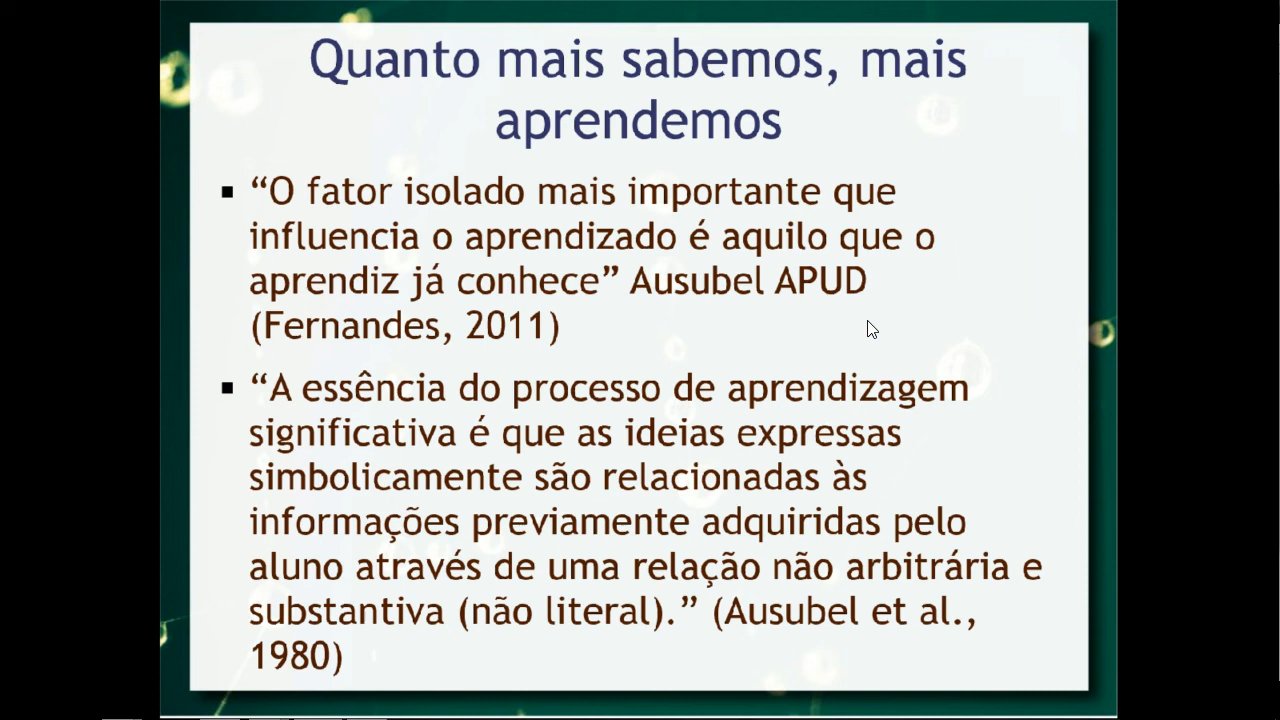 Quanto mais sabemos, mais
aprendemos
▪ “O fator isolado mais importante que
influencia o aprendizado é aquilo que o
aprendiz já conhece” Ausubel APUD
(Fernandes, 2011)
▪ “A essência do processo de aprendizagem
significativa é que as ideias expressas
simbolicamente são relacionadas às
informações previamente adquiridas pelo
aluno através de uma relação não arbitrária e
substantiva (não literal).” (Ausubel et al.,
1980)